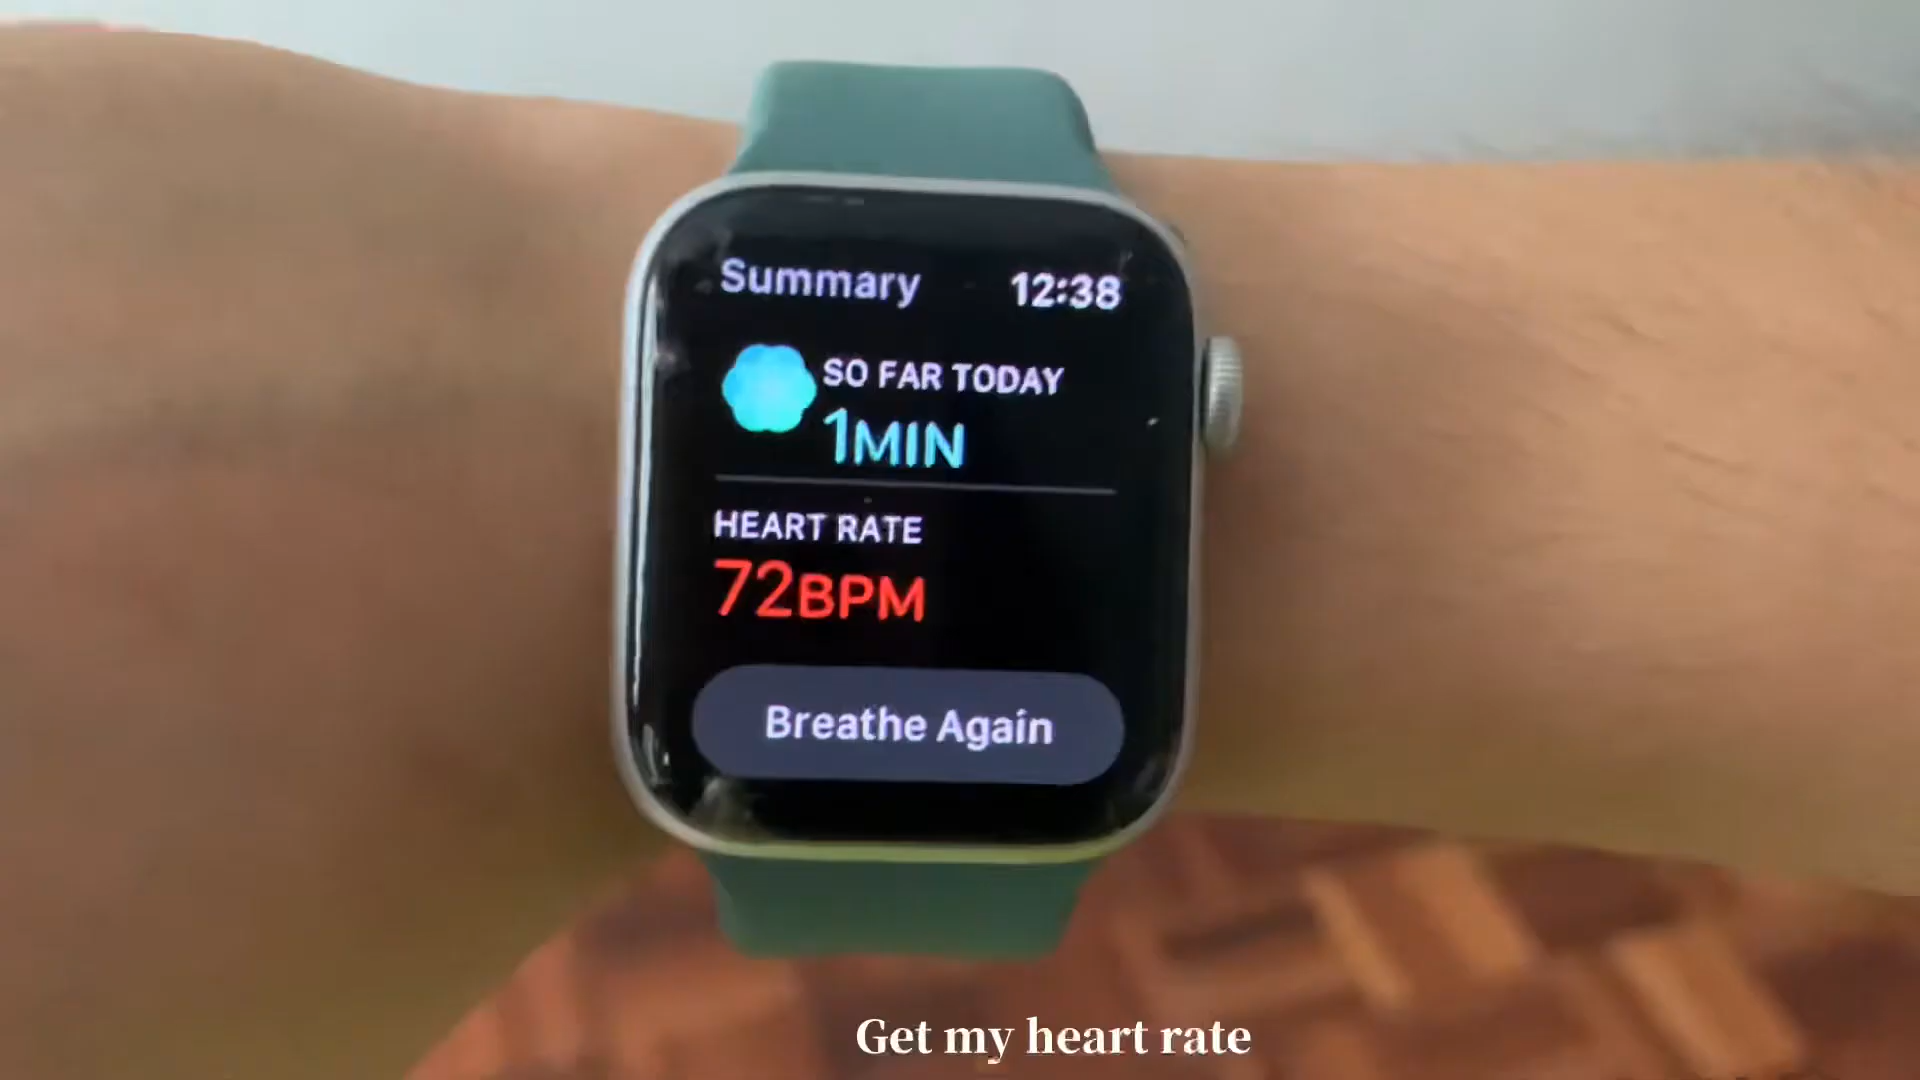 Summary 12:38
SO FAR TODAY
1MIN
HEART RATE
72BPM
Breathe Again
Get my heart rate